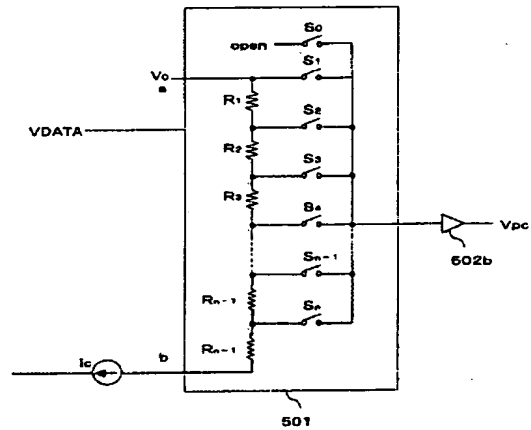 S0
open
V0
a
S1
R1
S2
VDATA
R2
S3
R3
S4
Vpc
502b
Sn-1
Rn-1
Sn
Rn-1
Ic
b
501